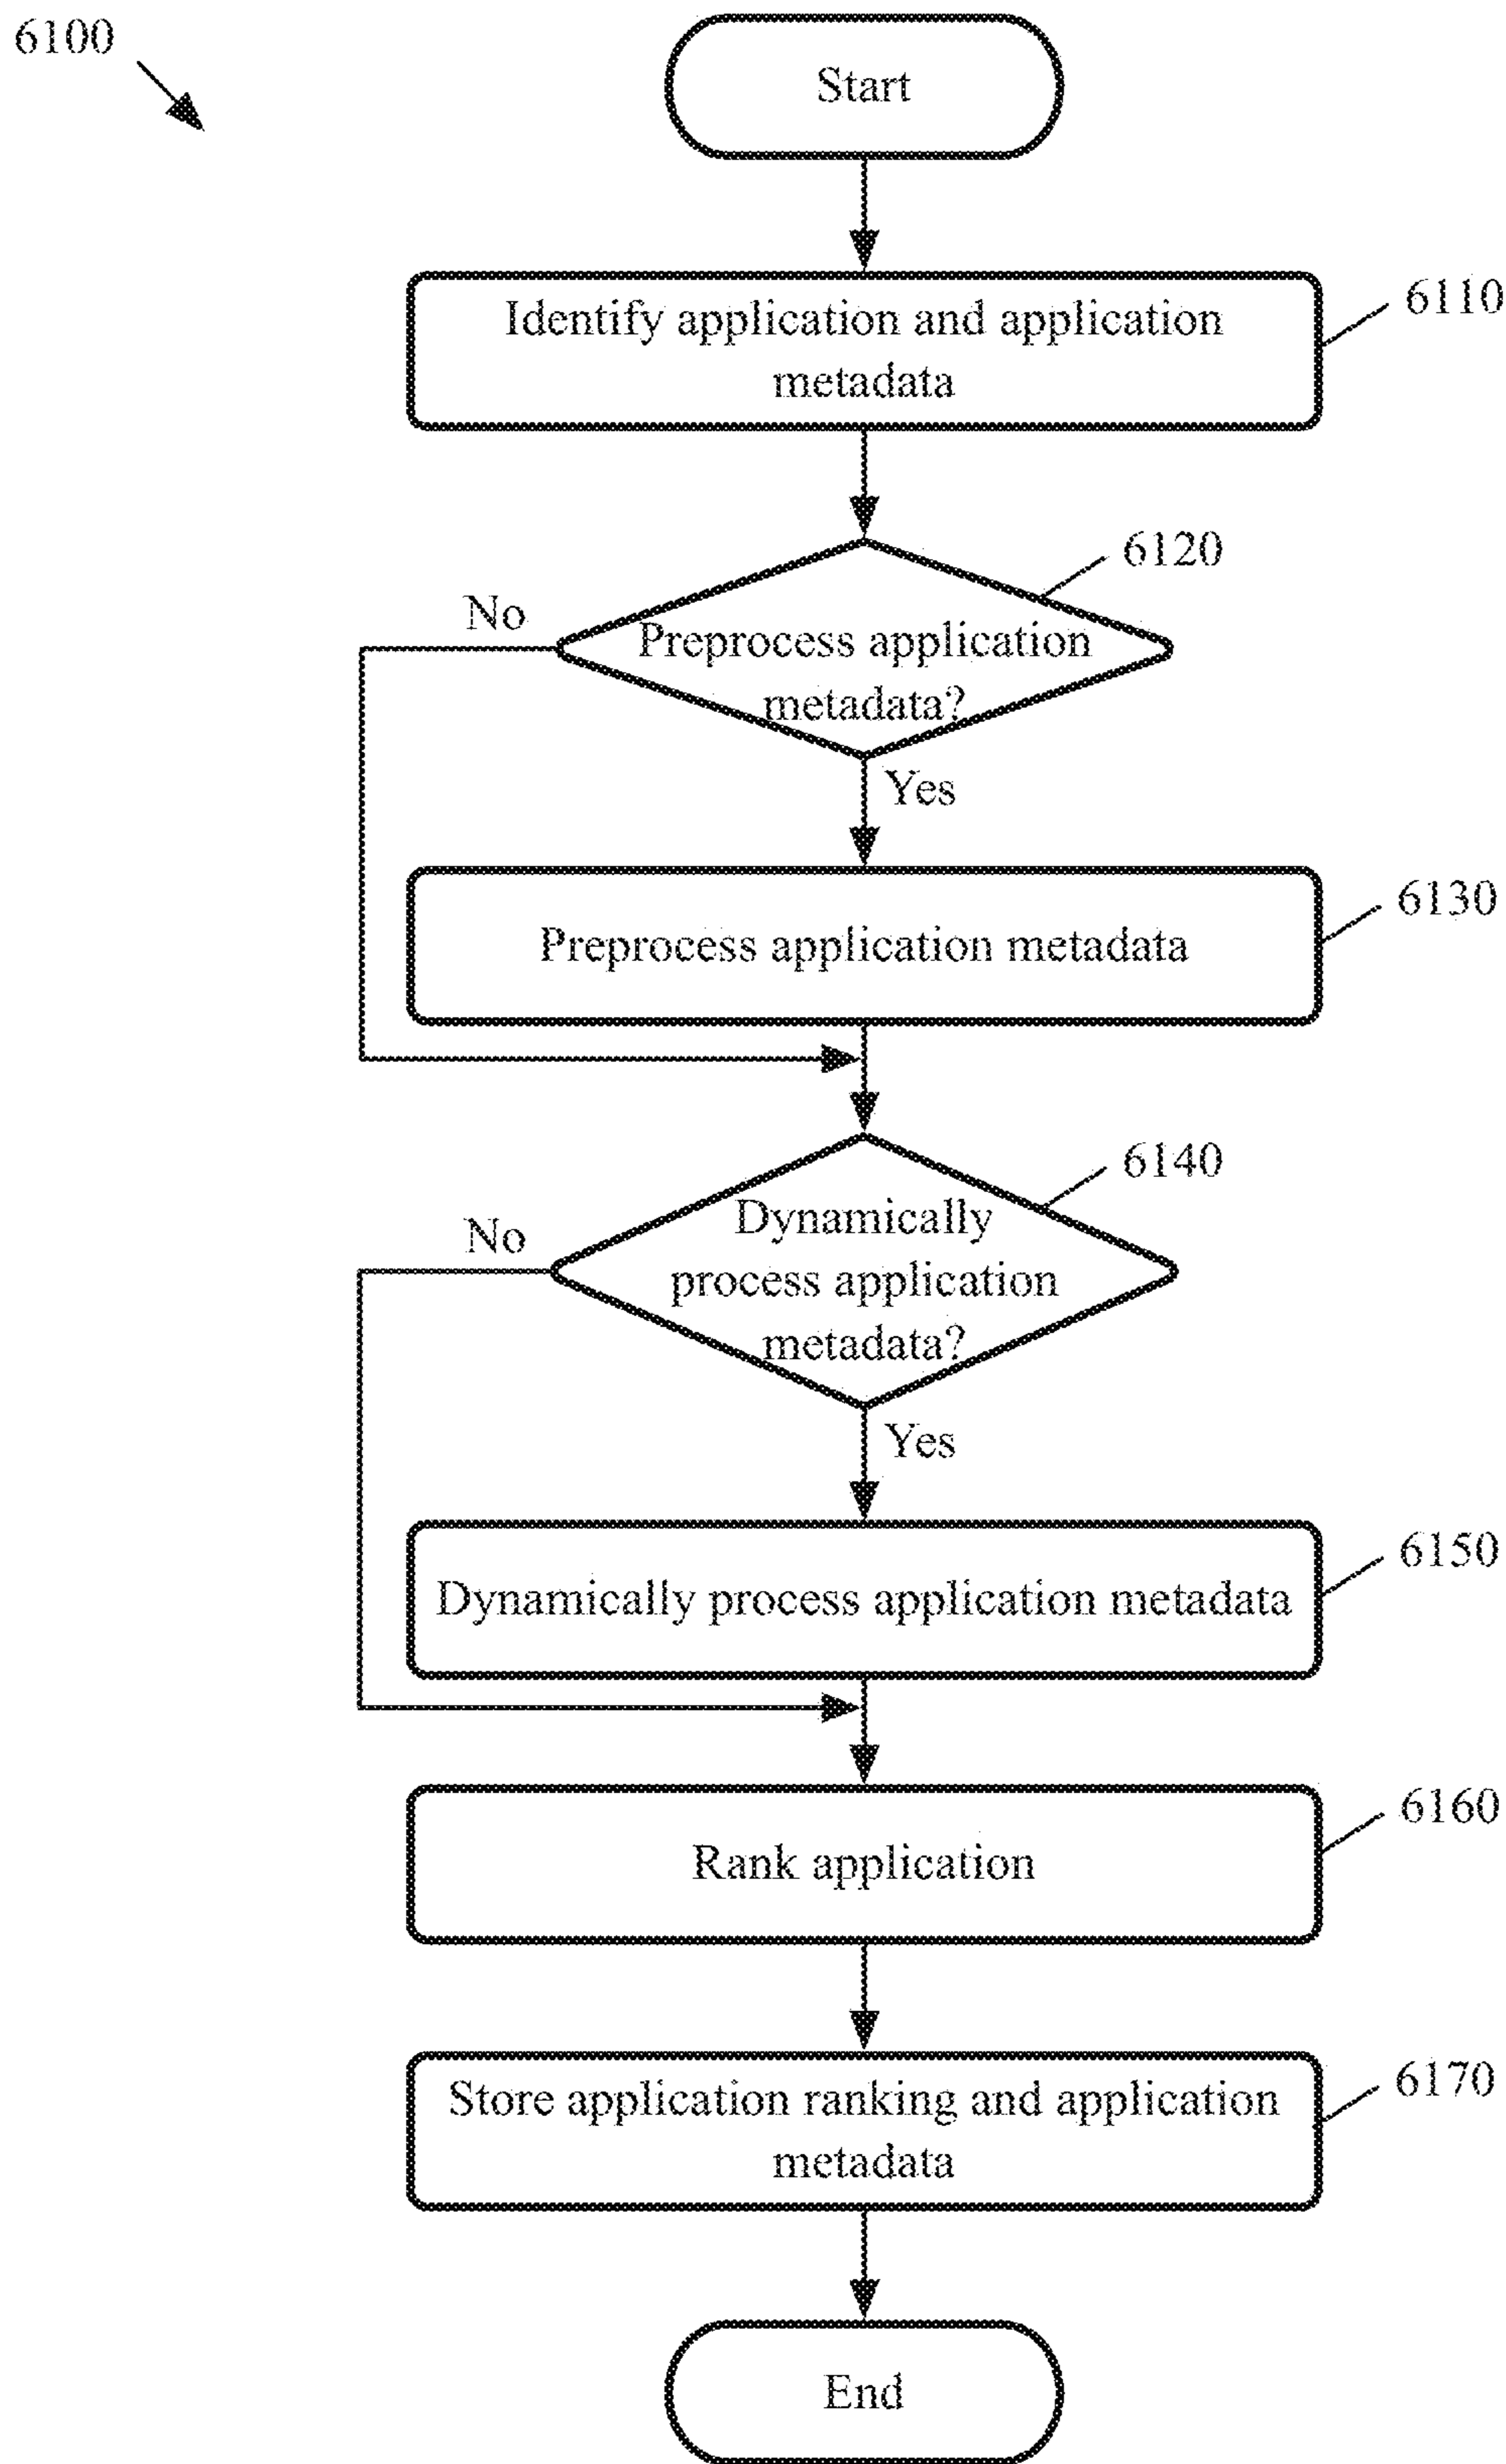 6100
Start
Identify application and application
metadata
6110
6120
No
Preprocess application
metadata?
Yes
Preprocess application metadata
6130
6140
No
Dynamically
process application
metadata?
Yes
Dynamically process application metadata
6150
Rank application
6160
Store application ranking and application
metadata
6170
End